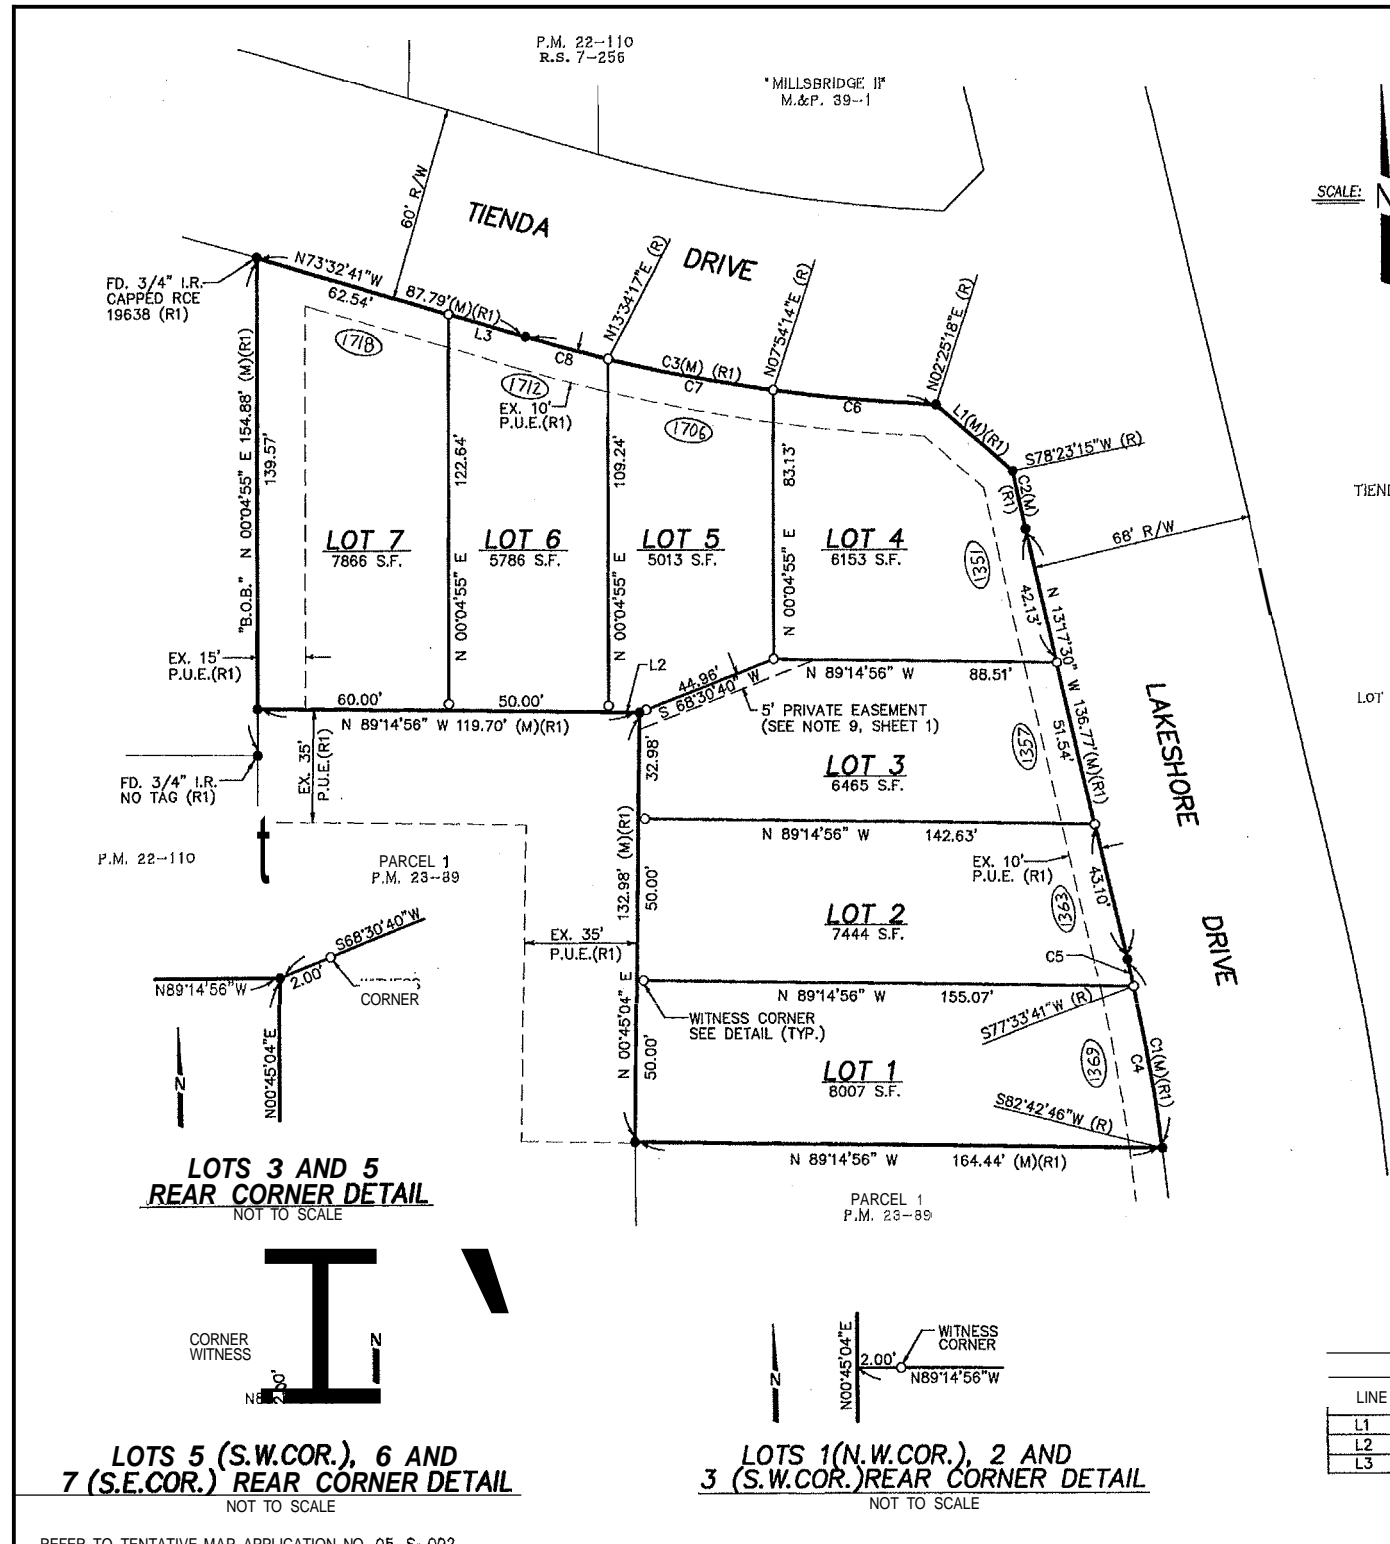 P.M. 22-110
R.S. 7-256
"MILLSBRIDGE II"
M.&P. 39-1
SCALE:
60' R/W
TIENDA
DRIVE
FD. 3/4" I.R.
CAPPED RCE
19638 (R1)
N73°32'41"W
62.54'
87.79'(M)(R1)
L3
C8
N13°34'17"E (R)
C3(M) (R1)
C7
N07°54'14"E (R)
C6
N02°25'18"E (R)
L1(M)(R1)
S78°23'15"W (R)
C2(M)
(R1)
1718
1712
EX. 10'
P.U.E.(R1)
1706
"B.O.B." N 00°04'55" E 154.88' (M)(R1)
139.57'
122.64'
N 00°04'55" E
109.24'
N 00°04'55" E
83.13'
N 00°04'55" E
LOT 7
7866 S.F.
LOT 6
5786 S.F.
LOT 5
5013 S.F.
LOT 4
6153 S.F.
1351
68' R/W
42.13'
N 13°17'30" W 136.77'(M)(R1)
EX. 15'
P.U.E.(R1)
60.00'
50.00'
L2
44.96'
S 68°30'40" W
N 89°14'56" W 88.51'
N 89°14'56" W 119.70' (M)(R1)
5' PRIVATE EASEMENT
(SEE NOTE 9, SHEET 1)
EX. 35'
P.U.E.(R1)
FD. 3/4" I.R.
NO TAG (R1)
32.98'
LOT 3
6465 S.F.
1357
51.54'
LAKESHORE
DRIVE
N 89°14'56" W 142.63'
P.M. 22-110
PARCEL 1
P.M. 23-89
132.98' (M)(R1)
50.00'
EX. 10'
P.U.E. (R1)
43.10'
LOT 2
7444 S.F.
1363
EX. 35'
P.U.E.(R1)
C5
N 89°14'56" W 155.07'
S77°33'41"W (R)
WITNESS CORNER
SEE DETAIL (TYP.)
N 00°45'04" E
50.00'
LOT 1
8007 S.F.
1369
C1(M)(R1)
C4
S82°42'46"W (R)
N 89°14'56" W 164.44' (M)(R1)
PARCEL 1
P.M. 23-89
S68°30'40"W
2.00'
N89°14'56"W
CORNER
N00°45'04"E
N
LOTS 3 AND 5
REAR CORNER DETAIL
NOT TO SCALE
CORNER
WITNESS
N
LOTS 5 (S.W.COR.), 6 AND
7 (S.E.COR.) REAR CORNER DETAIL
NOT TO SCALE
N
N00°45'04"E
2.00'
WITNESS
CORNER
N89°14'56"W
LOTS 1(N.W.COR.), 2 AND
3 (S.W.COR.)REAR CORNER DETAIL
NOT TO SCALE
LOT
LINE
L1
L2
L3
REFER TO TENTATIVE MAP APPLICATION NO. 05-S-002